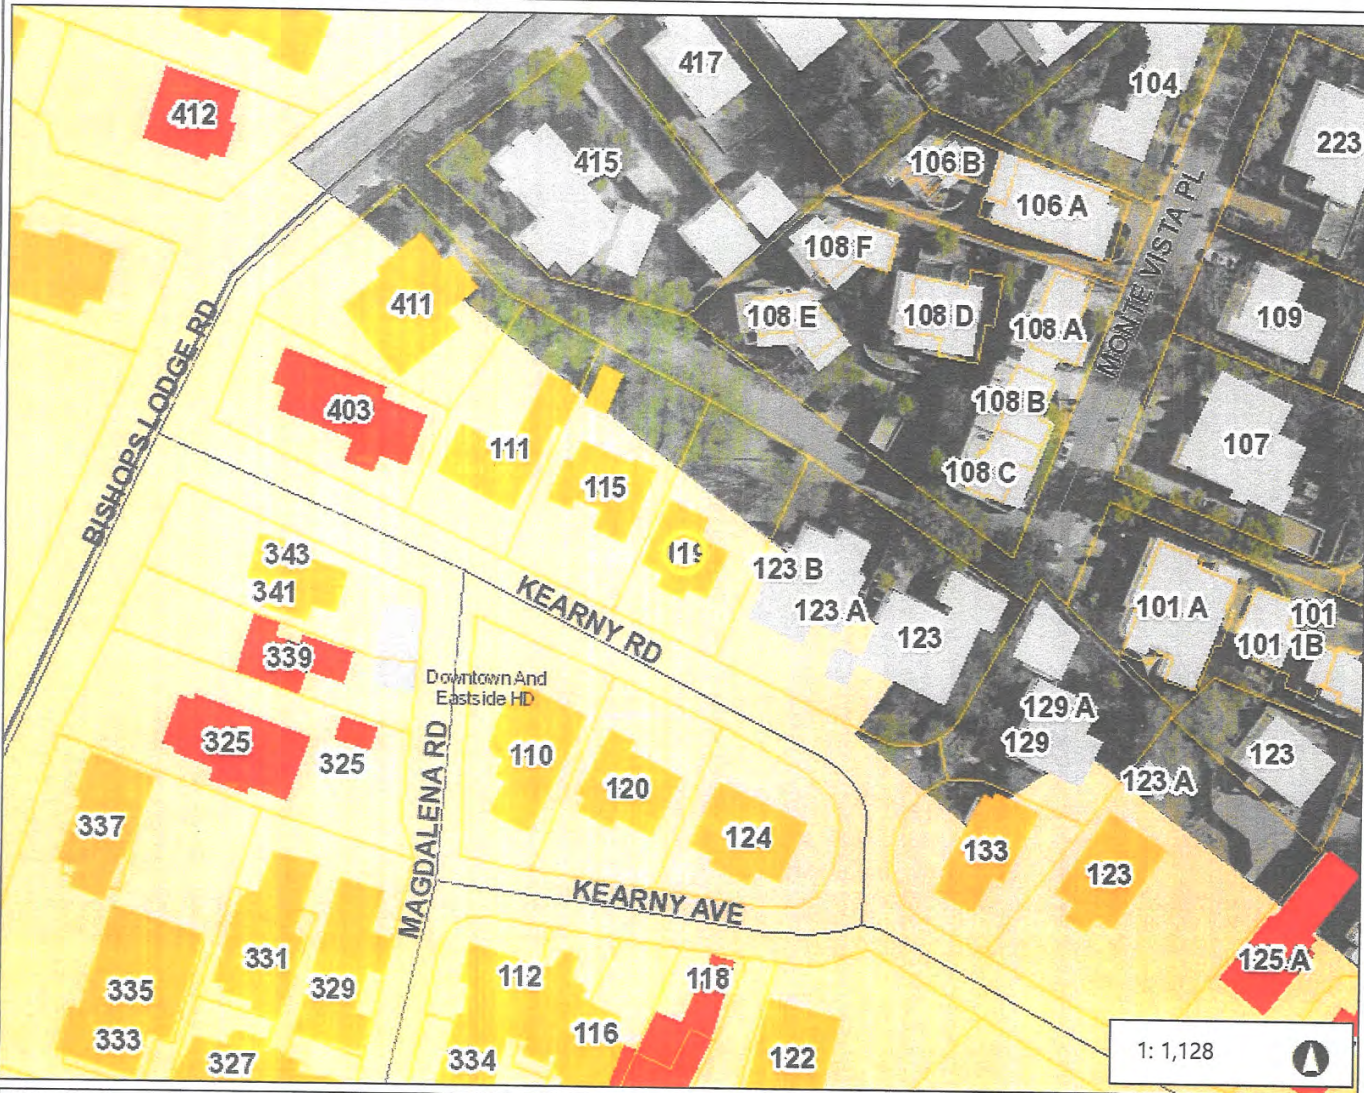 417
104
412
223
415
106 B
106 A
108 F
411
108 E
108 D
108 A
109
MONTE VISTA PL
BISHOPS LODGE RD
403
108 B
111
107
108 C
115
119
343
KEARNY RD
123 B
341
123 A
101 A
101
123
101 1B
339
Downtown And
Eastside HD
129 A
325
325
129
123
110
123 A
MAGDALENA RD
120
337
124
133
123
KEARNY AVE
331
125 A
335
329
112
118
333
116
327
334
122
1: 1,128